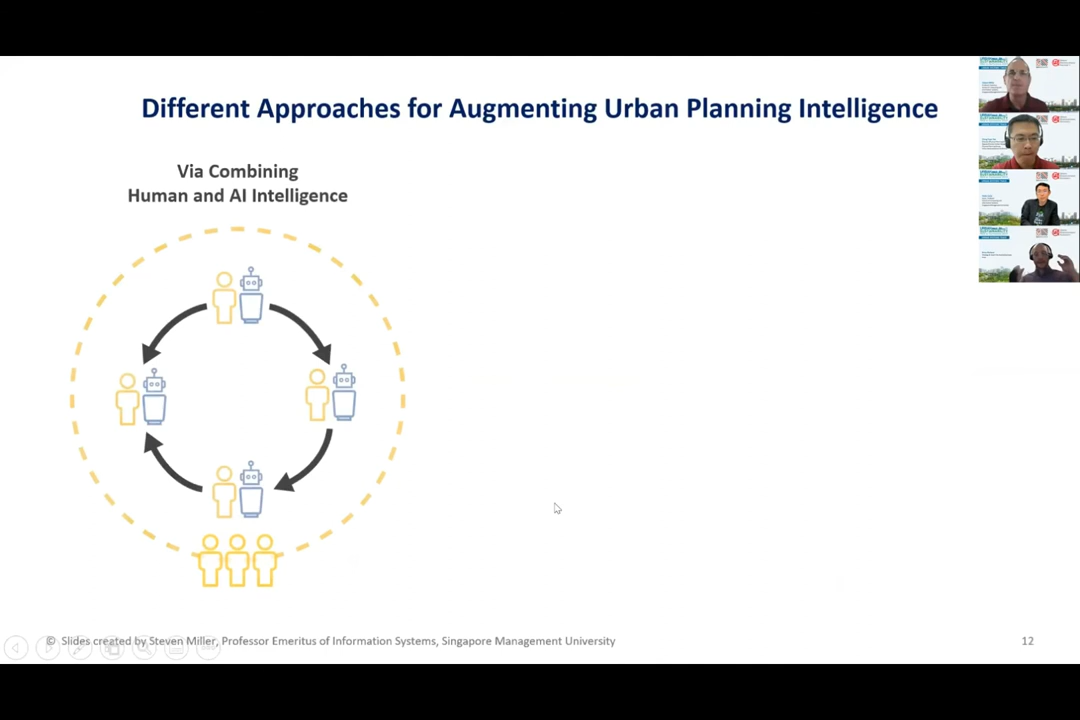 Different Approaches for Augmenting Urban Planning Intelligence
Via Combining
Human and AI Intelligence
© Slides created by Steven Miller, Professor Emeritus of Information Systems, Singapore Management University
12